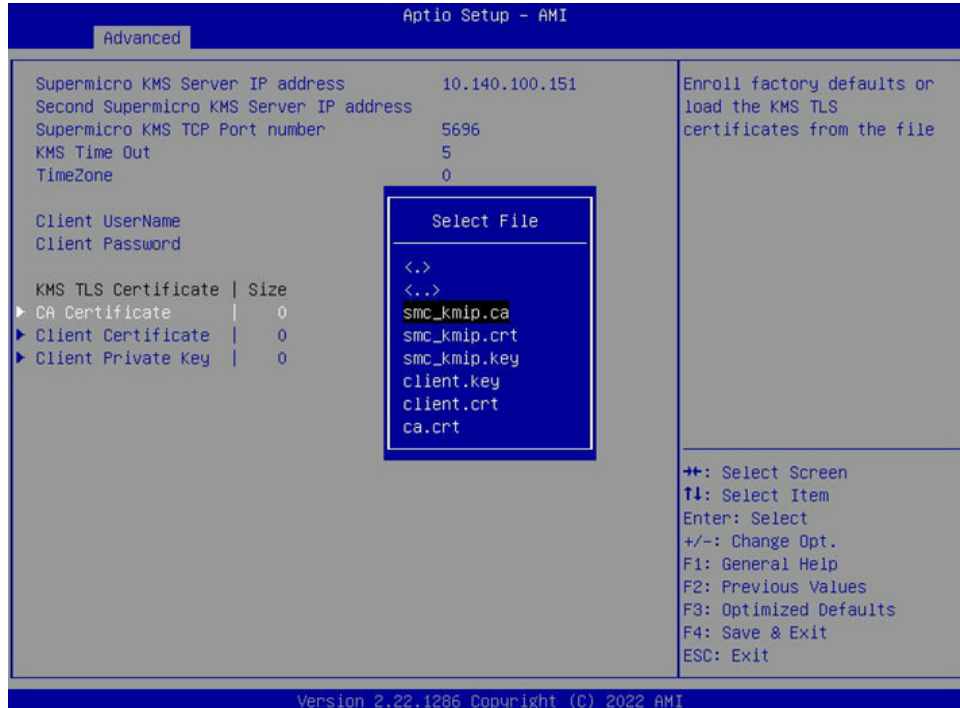 Aptio Setup – AMI
Advanced
Supermicro KMS Server IP address 10.140.100.151
Second Supermicro KMS Server IP address
Supermicro KMS TCP Port number 5696
KMS Time Out 5
TimeZone 0
Client UserName
Client Password
KMS TLS Certificate | Size
CA Certificate | 0
Client Certificate | 0
Client Private Key | 0
Select File
<.>
<..>
smc_kmip.ca
smc_kmip.crt
smc_kmip.key
client.key
client.crt
ca.crt
Enroll factory defaults or
load the KMS TLS
certificates from the file
→←: Select Screen
↑↓: Select Item
Enter: Select
+/-: Change Opt.
F1: General Help
F2: Previous Values
F3: Optimized Defaults
F4: Save & Exit
ESC: Exit
Version 2.22.1286 Copyright (C) 2022 AMI